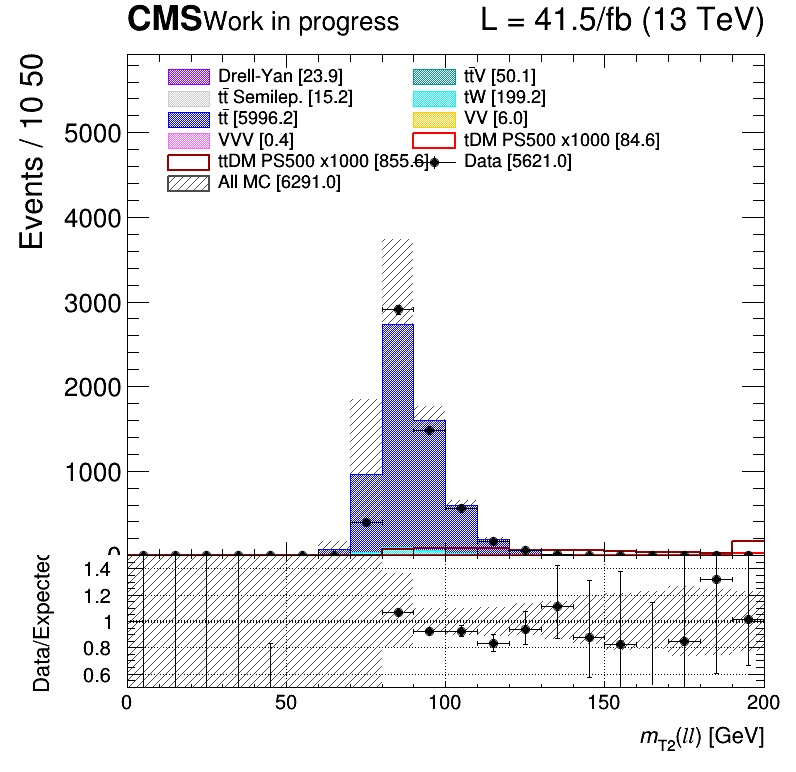 CMS Work in progress L = 41.5/fb (13 TeV)
Events / 10 50
Drell-Yan [23.9] tt̄V [50.1]
tt̄ Semilep. [15.2] tW [199.2]
tt̄ [5996.2] VV [6.0]
VVV [0.4] tDM PS500 x1000 [84.6]
ttDM PS500 x1000 [855.6] Data [5621.0]
All MC [6291.0]
5000
4000
3000
2000
1000
0
Data/Expected
1.4
1.2
1
0.8
0.6
0 50 100 150 200
m_T2(ll) [GeV]